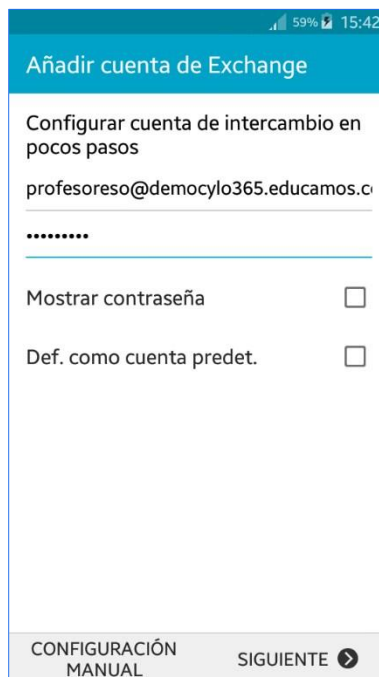 59% 15:42
Añadir cuenta de Exchange
Configurar cuenta de intercambio en
pocos pasos
profesoreso@democylo365.educamos.c
•••••••••
Mostrar contraseña
Def. como cuenta predet.
CONFIGURACIÓN
MANUAL
SIGUIENTE